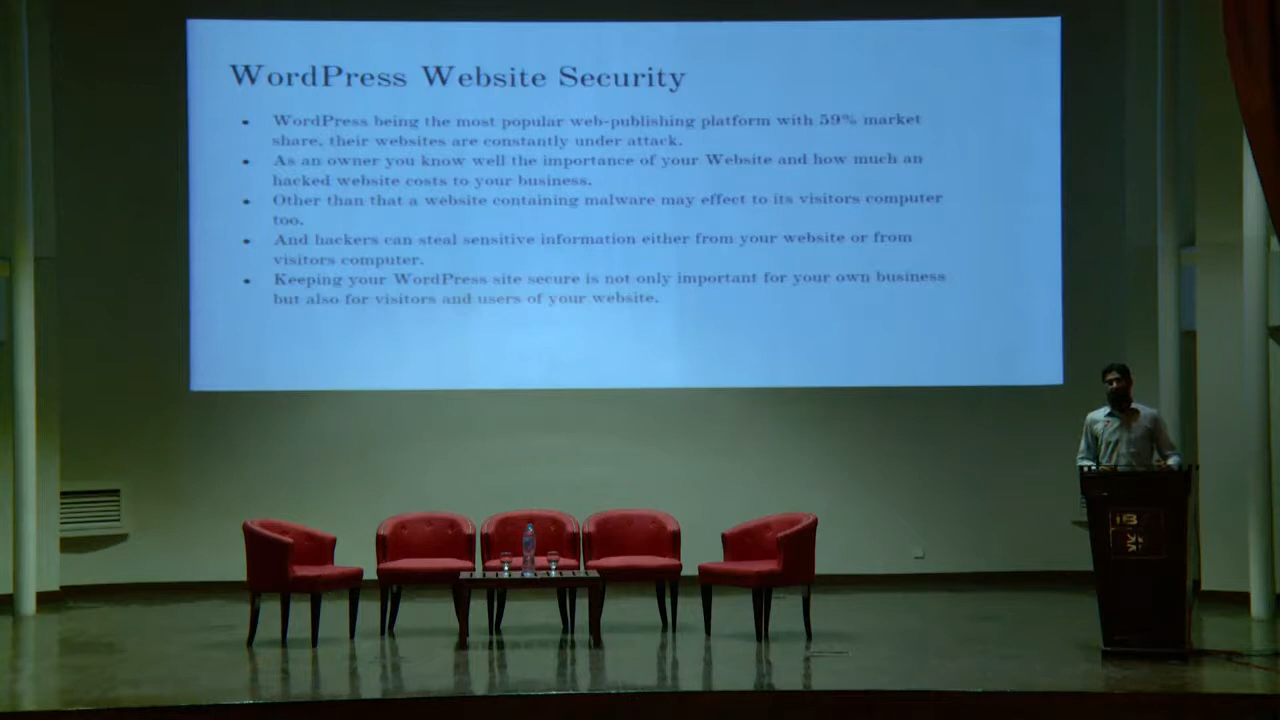 WordPress Website Security
• WordPress being the most popular web-publishing platform with 59% market
share, their websites are constantly under attack.
• As an owner you know well the importance of your Website and how much an
hacked website costs to your business.
• Other than that a website containing malware may effect to its visitors computer
too.
• And hackers can steal sensitive information either from your website or from
visitors computer.
• Keeping your WordPress site secure is not only important for your own business
but also for visitors and users of your website.